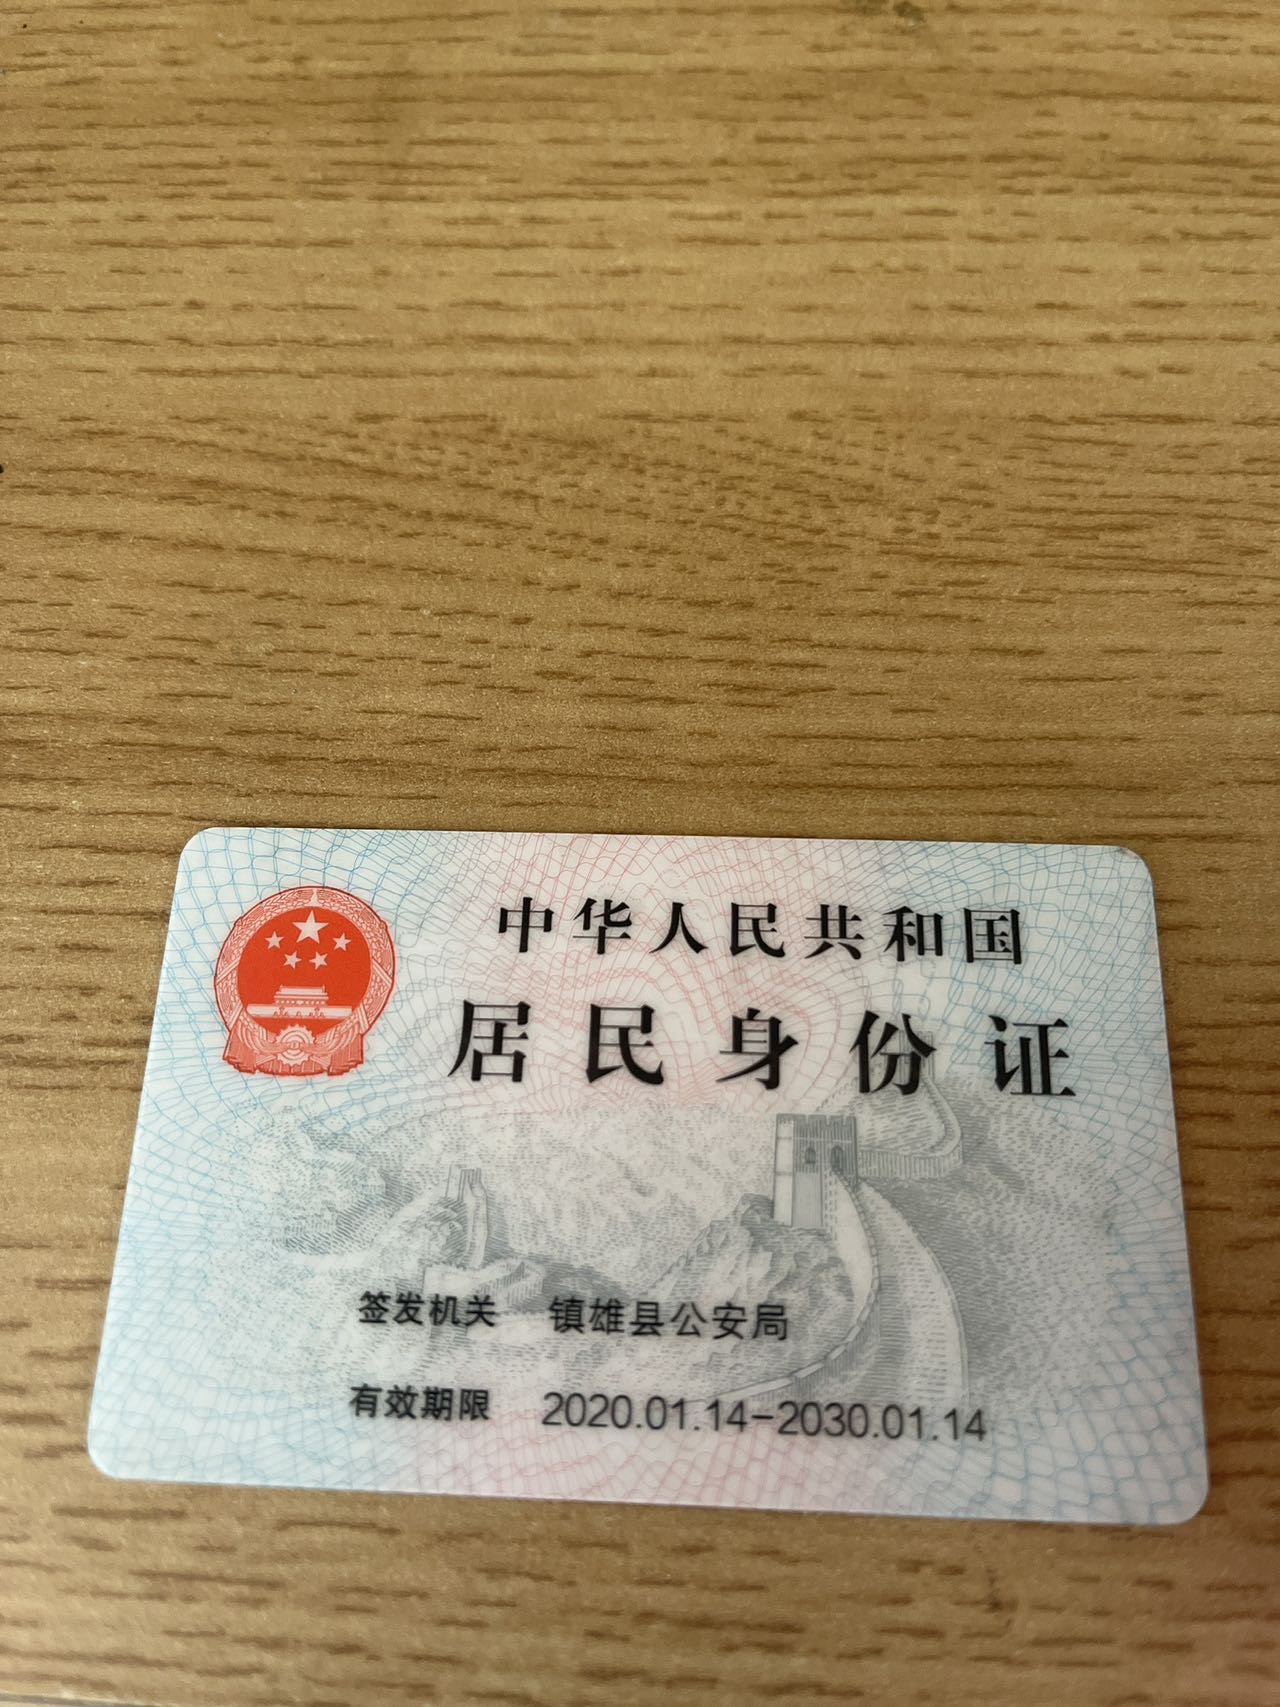 中华人民共和国
居民身份证
签发机关 镇雄县公安局
有效期限 2020.01.14-2030.01.14